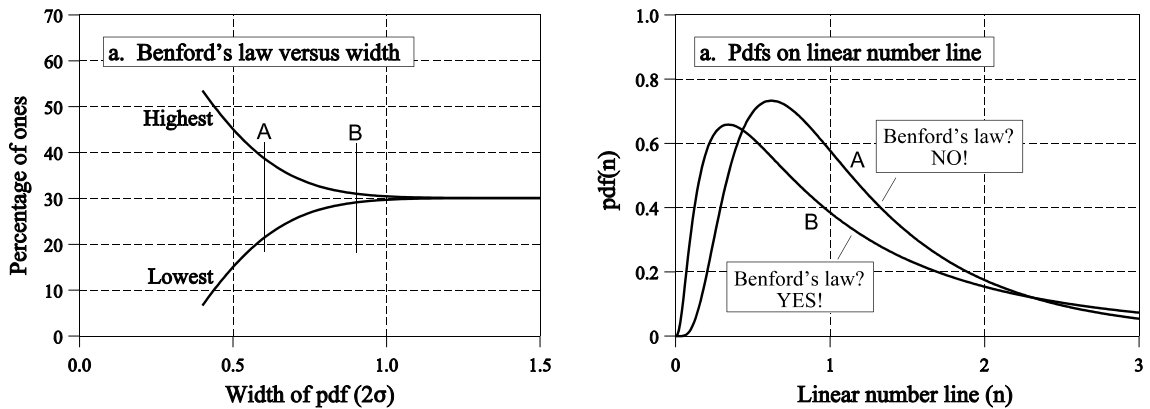 a. Benford's law versus width
Percentage of ones
70
60
50
40
30
20
10
0
Highest
Lowest
A
B
0.0 0.5 1.0 1.5
Width of pdf (2σ)
a. Pdfs on linear number line
pdf(n)
1.0
0.8
0.6
0.4
0.2
0
Benford's law?
NO!
A
B
Benford's law?
YES!
0 1 2 3
Linear number line (n)